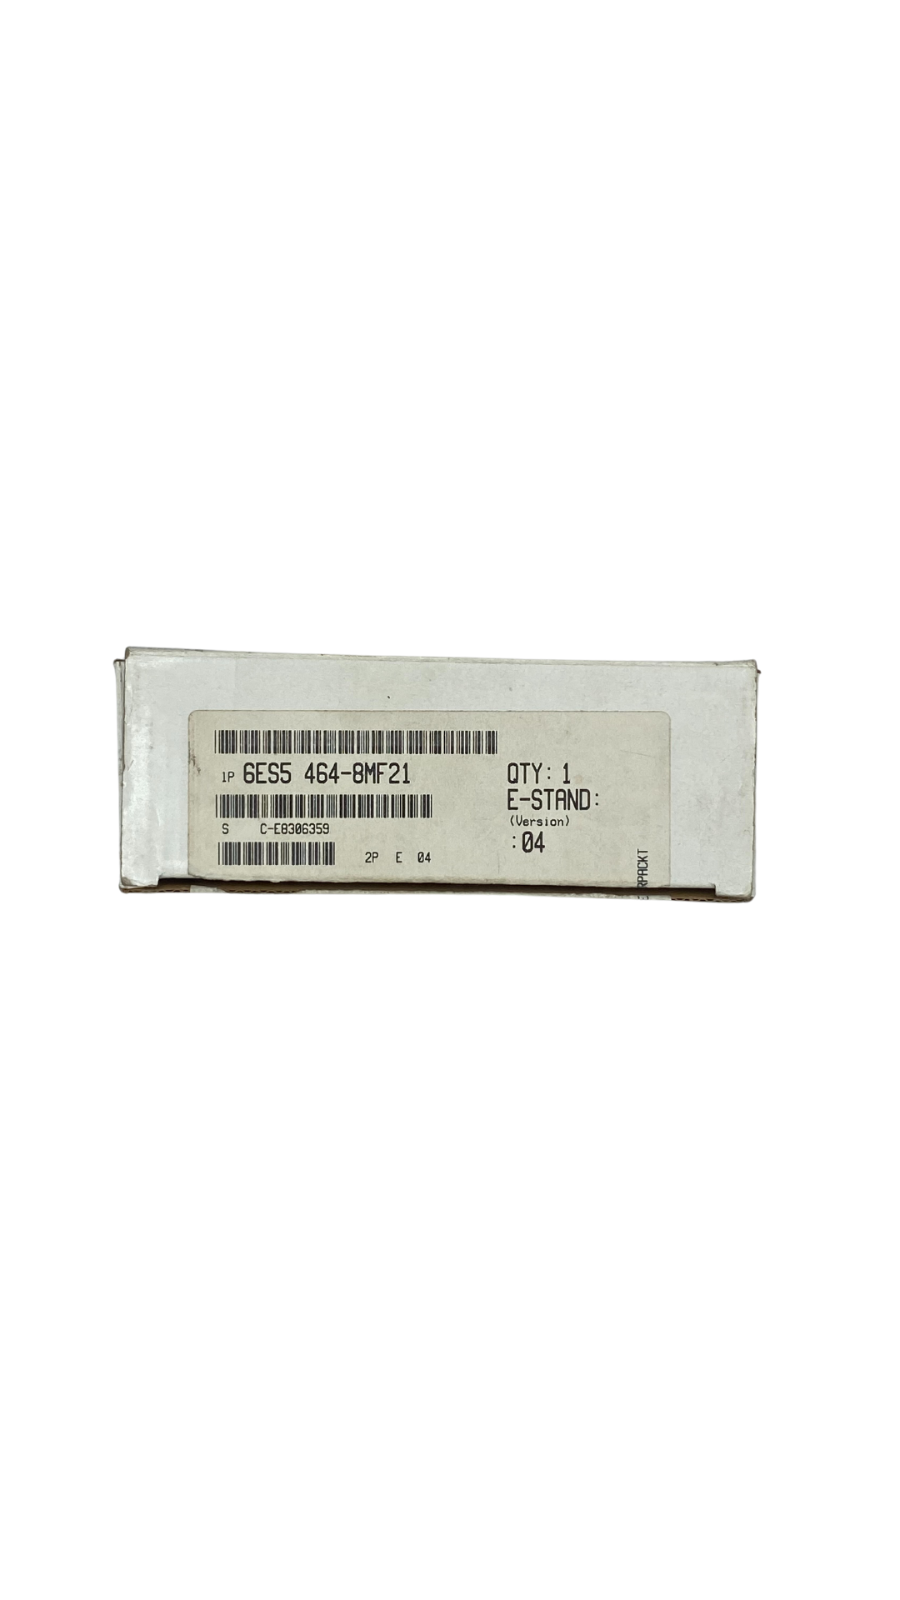 1P 6ES5 464-8MF21
S C-E8306359
2P E 04
QTY: 1
E-STAND:
(Version)
:04